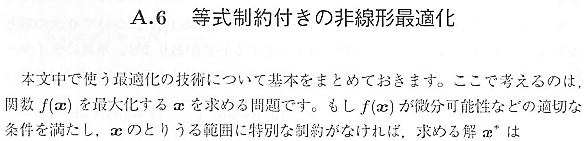 A.6 等式制約付きの非線形最適化
本文中で使う最適化の技術について基本をまとめておきます。ここで考えるのは,
関数 f(x) を最大化する x を求める問題です。もし f(x) が微分可能性などの適切な
条件を満たし,x のとりうる範囲に特別な制約がなければ,求める解 x* は